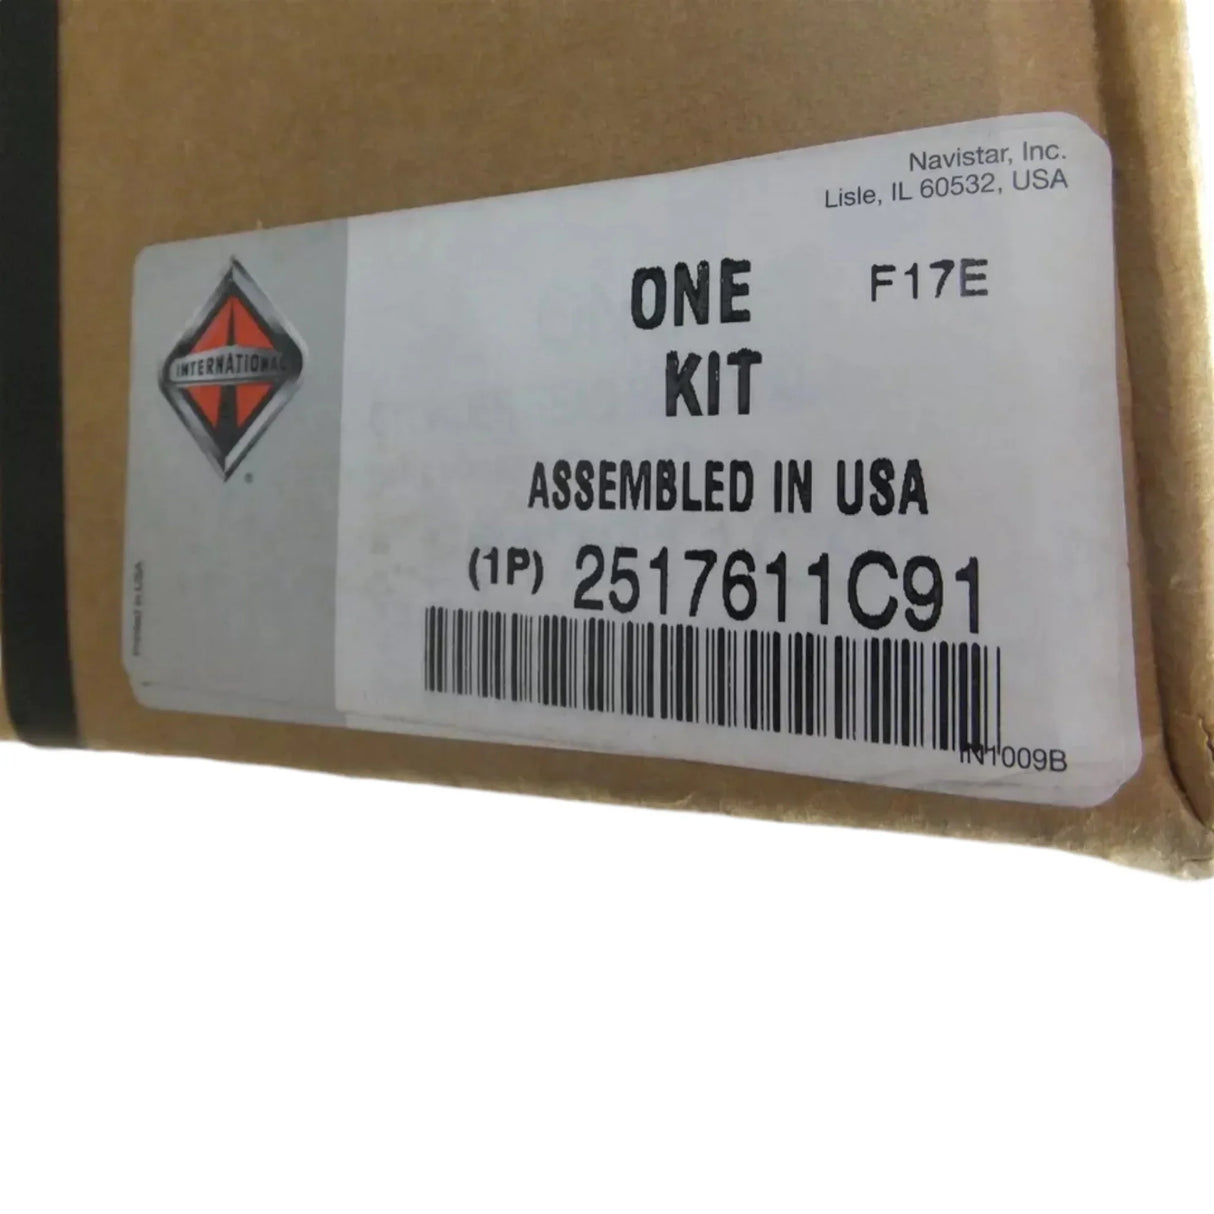 Navistar, Inc.
Lisle, IL 60532, USA
INTERNATIONAL
®
ONE F17E
KIT
ASSEMBLED IN USA
(1P) 2517611C91
IN1009B
Printed in USA